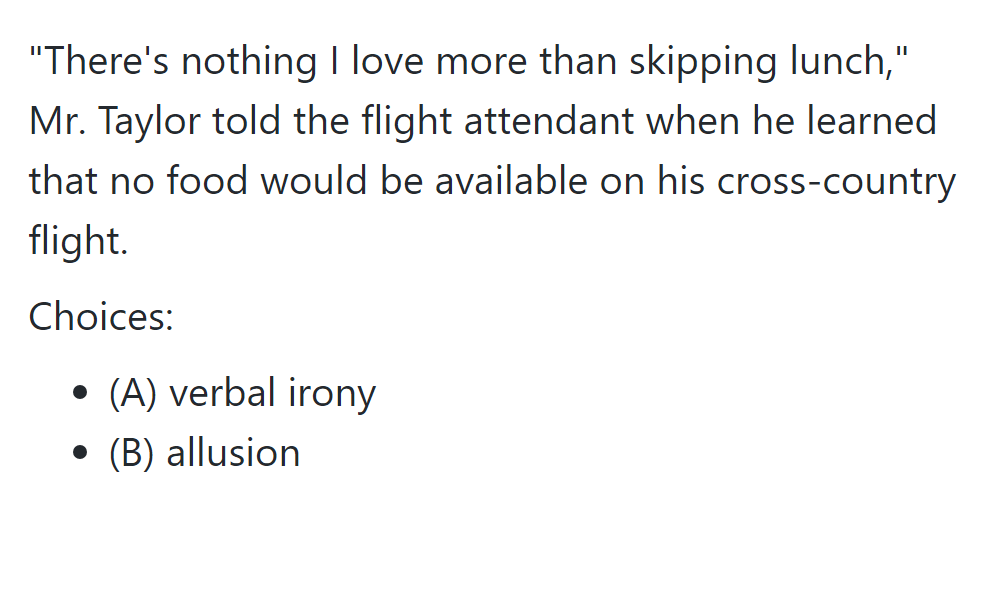 "There's nothing I love more than skipping lunch,"
Mr. Taylor told the flight attendant when he learned
that no food would be available on his cross-country
flight.
Choices:
• (A) verbal irony
• (B) allusion